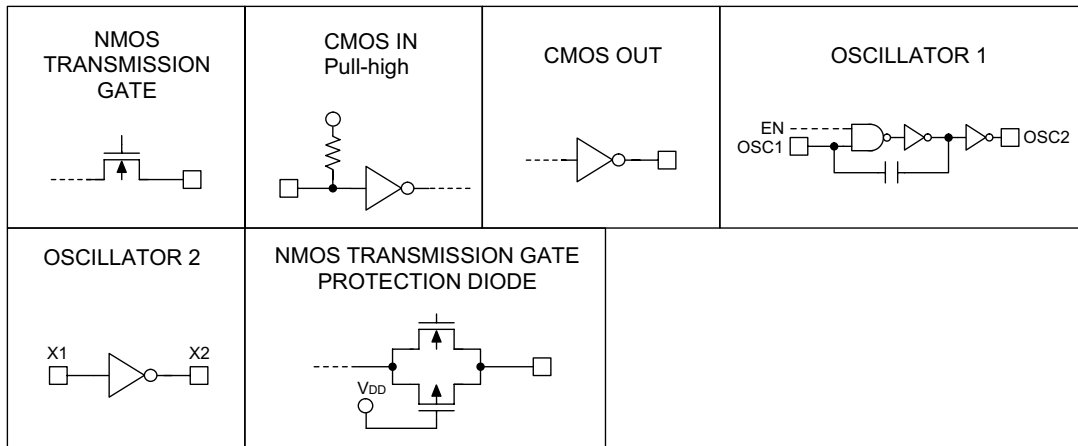 NMOS
TRANSMISSION
GATE
CMOS IN
Pull-high
CMOS OUT
OSCILLATOR 1
EN
OSC1
OSC2
OSCILLATOR 2
X1
X2
NMOS TRANSMISSION GATE
PROTECTION DIODE
VDD